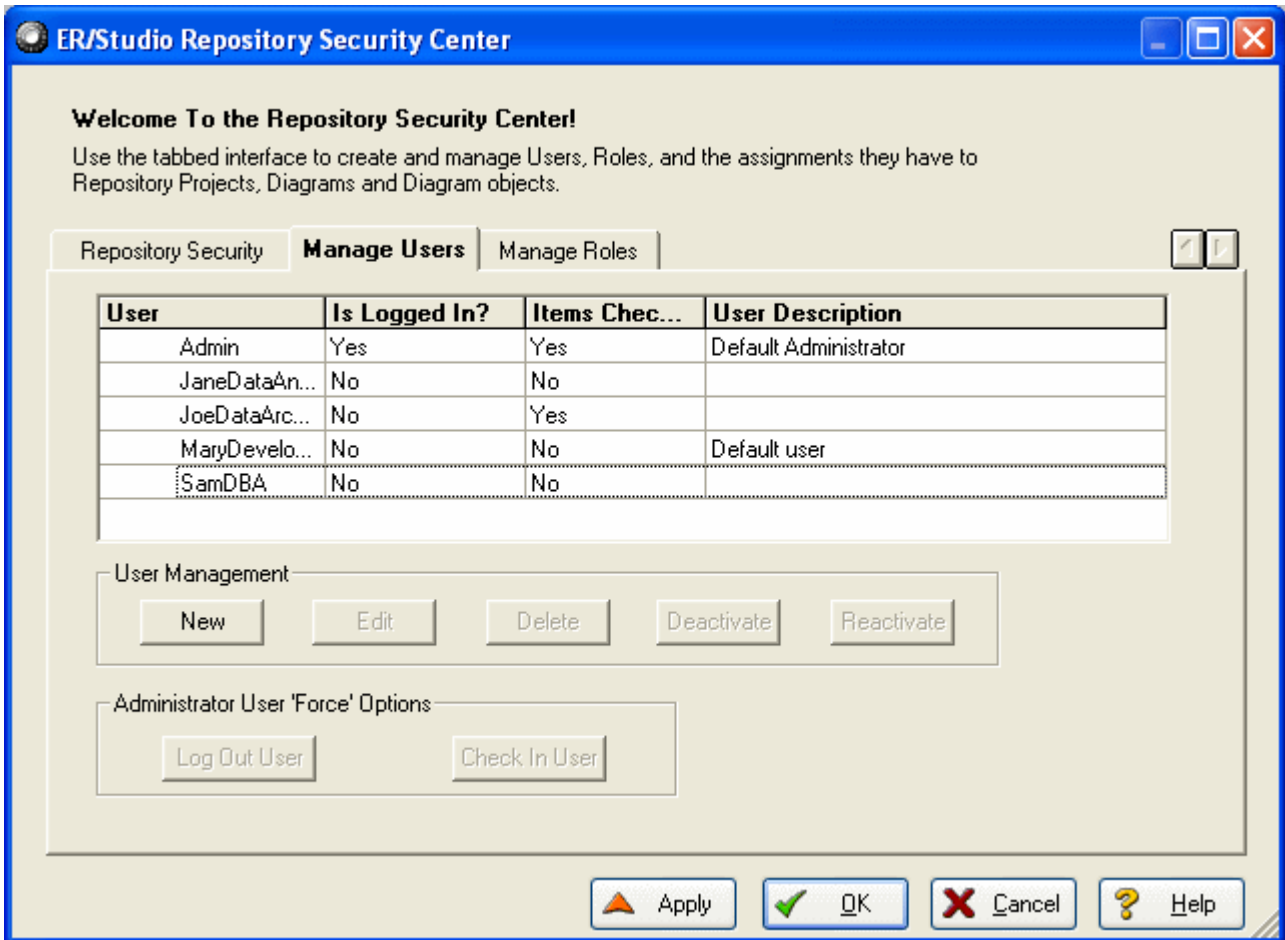 ER/Studio Repository Security Center
Welcome To the Repository Security Center!
Use the tabbed interface to create and manage Users, Roles, and the assignments they have to
Repository Projects, Diagrams and Diagram objects.
Repository Security Manage Users Manage Roles
User Is Logged In? Items Chec... User Description
Admin Yes Yes Default Administrator
JaneDataAn... No No
JoeDataArc... No Yes
MaryDevelo... No No Default user
SamDBA No No
User Management
New Edit Delete Deactivate Reactivate
Administrator User 'Force' Options
Log Out User Check In User
Apply OK Cancel Help